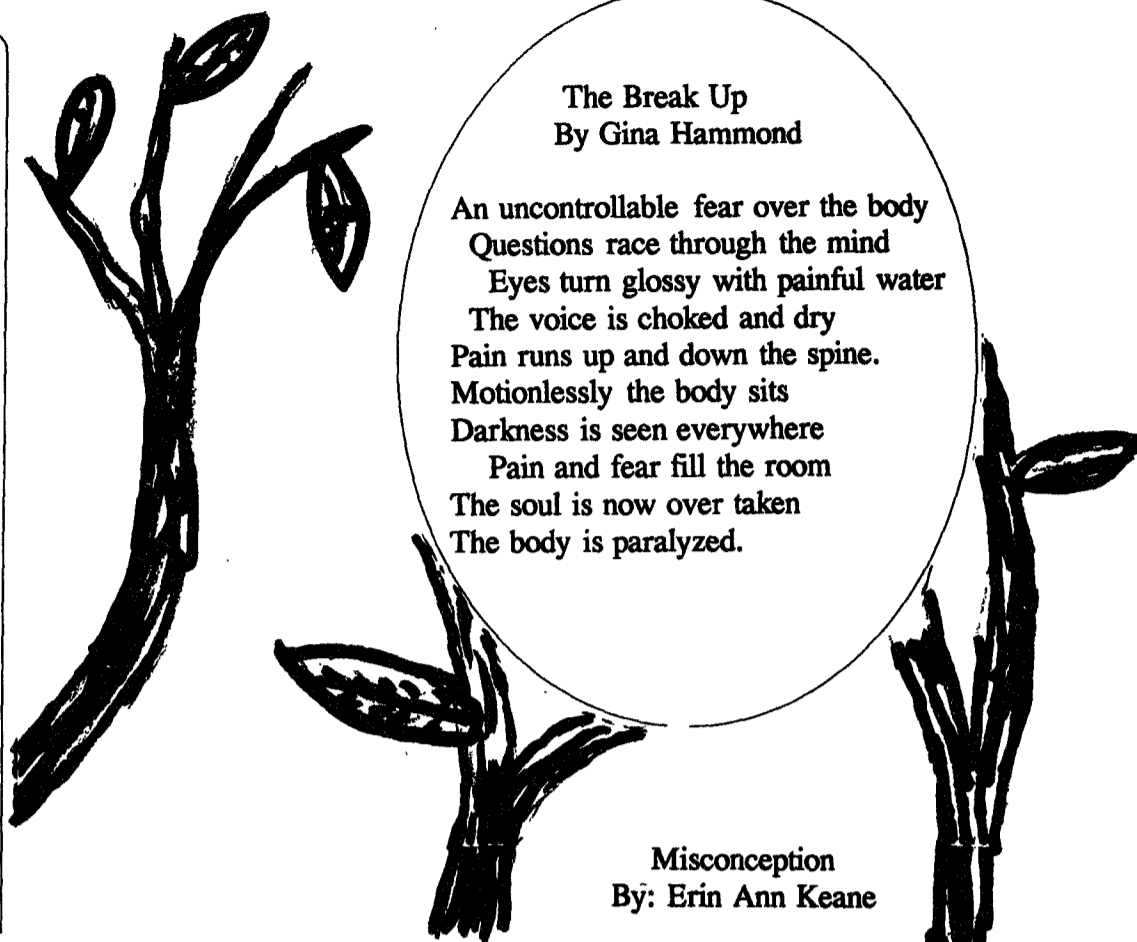 The Break Up
By Gina Hammond
An uncontrollable fear over the body
Questions race through the mind
Eyes turn glossy with painful water
The voice is choked and dry
Pain runs up and down the spine.
Motionlessly the body sits
Darkness is seen everywhere
Pain and fear fill the room
The soul is now over taken
The body is paralyzed.
Misconception
By: Erin Ann Keane